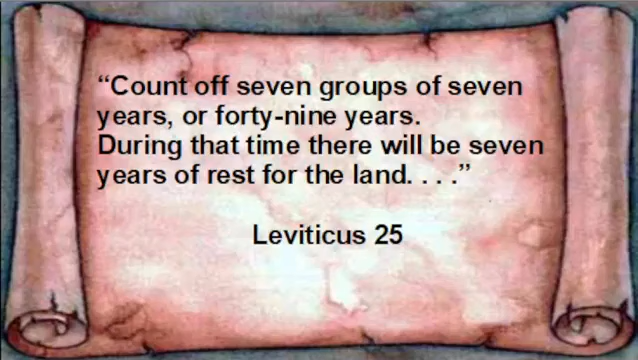 “Count off seven groups of seven
years, or forty-nine years.
During that time there will be seven
years of rest for the land. . . .”
Leviticus 25